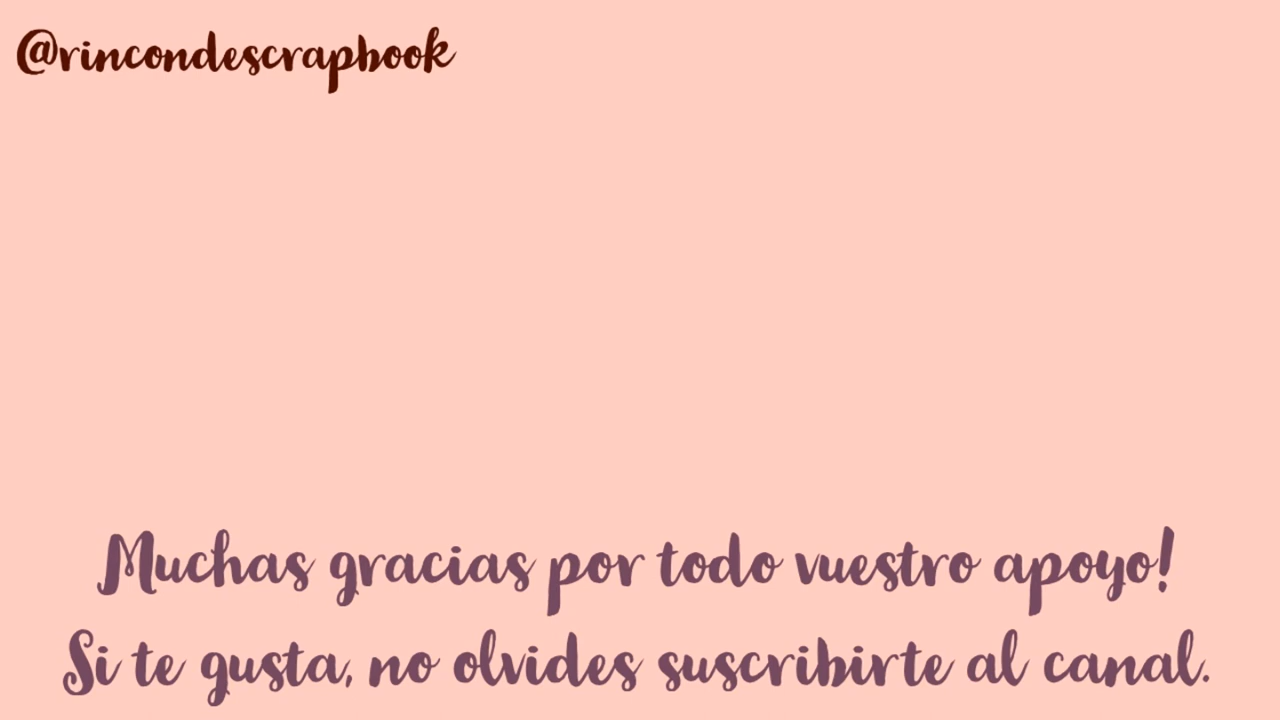 @rincondescrapbook
Muchas gracias por todo vuestro apoyo!
Si te gusta, no olvides suscribirte al canal.